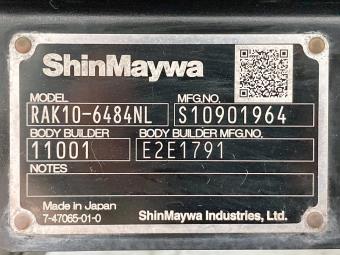 ShinMaywa
MODEL MFG.NO.
RAK10-6484NL S10901964
BODY BUILDER BODY BUILDER MFG.NO.
11001 E2E1791
NOTES
Made in Japan
7-47065-01-0 ShinMaywa Industries, Ltd.